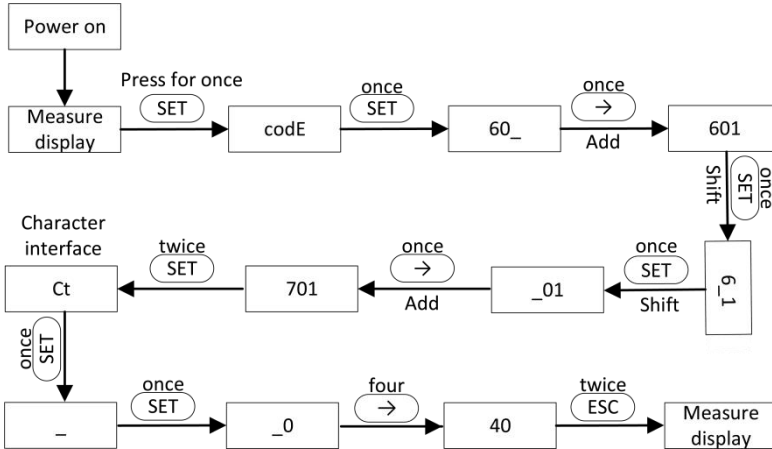 Power on
Measure
display
Press for once
SET
codE
once
SET
60_
once
→
Add
601
once
SET
Shift
6_1
once
SET
Shift
_01
once
→
Add
701
twice
SET
Character
interface
Ct
once
SET
_
once
SET
_0
four
→
40
twice
ESC
Measure
display